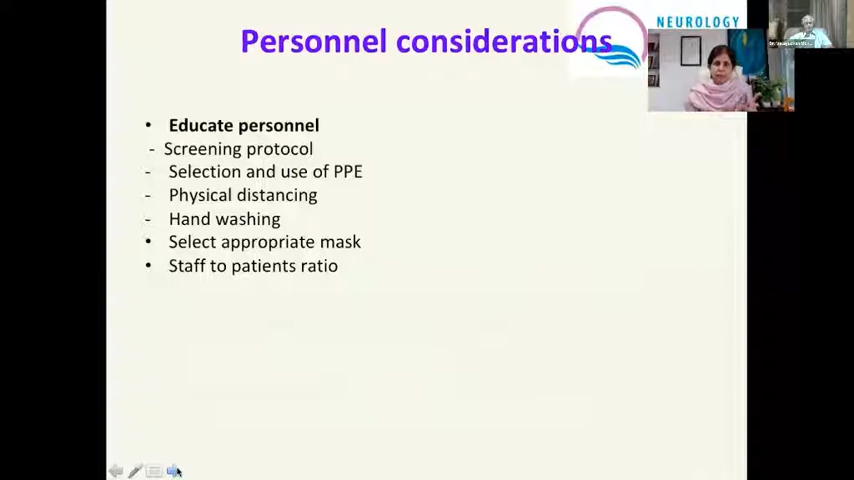 Personnel considerations
NEUROLOGY
• Educate personnel
- Screening protocol
- Selection and use of PPE
- Physical distancing
- Hand washing
• Select appropriate mask
• Staff to patients ratio